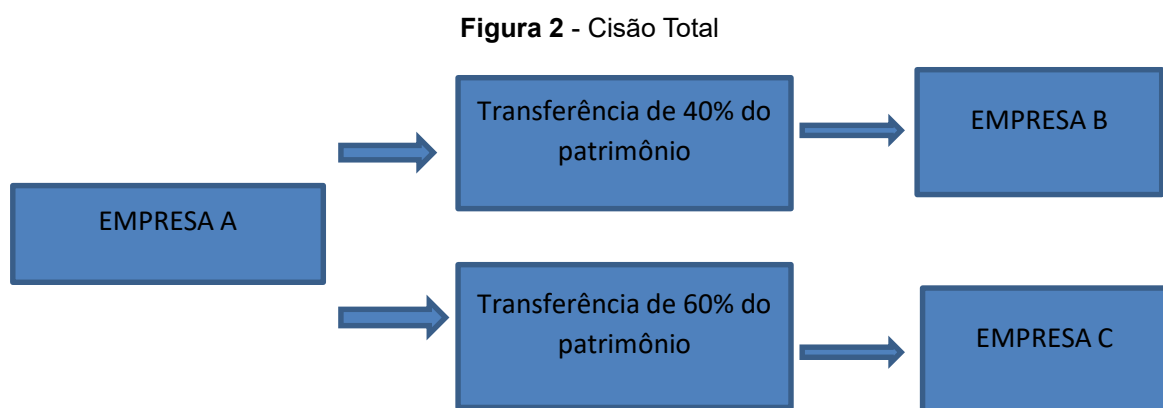 Figura 2 - Cisão Total
Transferência de 40% do
patrimônio
EMPRESA B
EMPRESA A
Transferência de 60% do
patrimônio
EMPRESA C